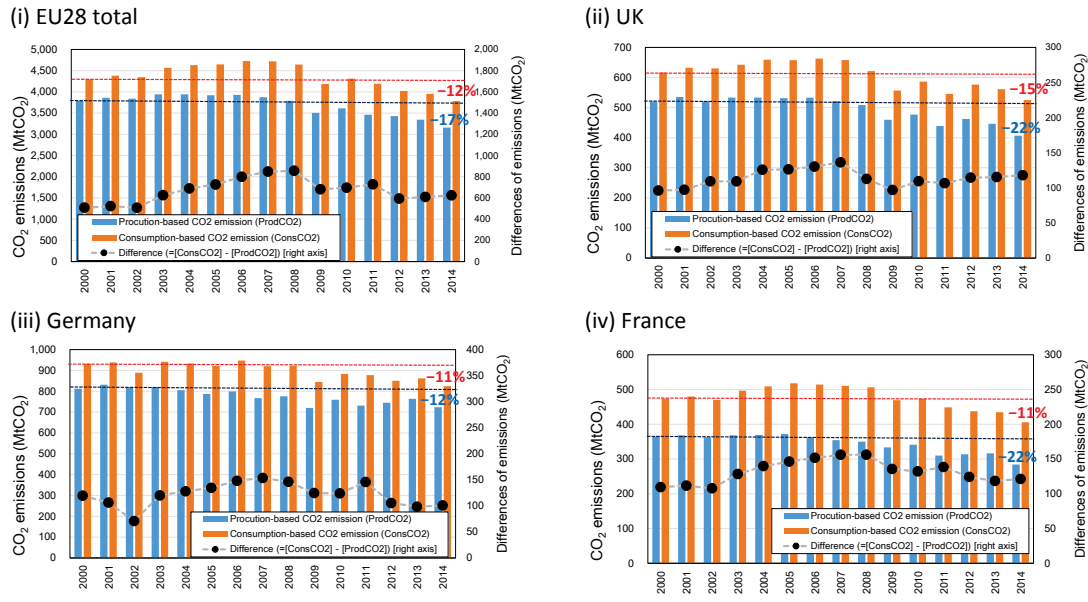 (i) EU28 total
CO2 emissions (MtCO2)
5,000
4,500
4,000
3,500
3,000
2,500
2,000
1,500
1,000
500
0
2,000
1,800
1,600
1,400
1,200
1,000
800
600
400
200
0
Differences of emissions (MtCO2)
−12%
−17%
Procution-based CO2 emission (ProdCO2)
Consumption-based CO2 emission (ConsCO2)
Difference (=[ConsCO2] - [ProdCO2]) [right axis]
2000 2001 2002 2003 2004 2005 2006 2007 2008 2009 2010 2011 2012 2013 2014
(ii) UK
CO2 emissions (MtCO2)
700
600
500
400
300
200
100
0
300
250
200
150
100
50
0
Differences of emissions (MtCO2)
−15%
−22%
Procution-based CO2 emission (ProdCO2)
Consumption-based CO2 emission (ConsCO2)
Difference (=[ConsCO2] - [ProdCO2]) [right axis]
2000 2001 2002 2003 2004 2005 2006 2007 2008 2009 2010 2011 2012 2013 2014
(iii) Germany
CO2 emissions (MtCO2)
1,000
900
800
700
600
500
400
300
200
100
0
400
350
300
250
200
150
100
50
0
Differences of emissions (MtCO2)
−11%
−12%
Procution-based CO2 emission (ProdCO2)
Consumption-based CO2 emission (ConsCO2)
Difference (=[ConsCO2] - [ProdCO2]) [right axis]
2000 2001 2002 2003 2004 2005 2006 2007 2008 2009 2010 2011 2012 2013 2014
(iv) France
CO2 emissions (MtCO2)
600
500
400
300
200
100
0
300
250
200
150
100
50
0
Differences of emissions (MtCO2)
−11%
−22%
Procution-based CO2 emission (ProdCO2)
Consumption-based CO2 emission (ConsCO2)
Difference (=[ConsCO2] - [ProdCO2]) [right axis]
2000 2001 2002 2003 2004 2005 2006 2007 2008 2009 2010 2011 2012 2013 2014